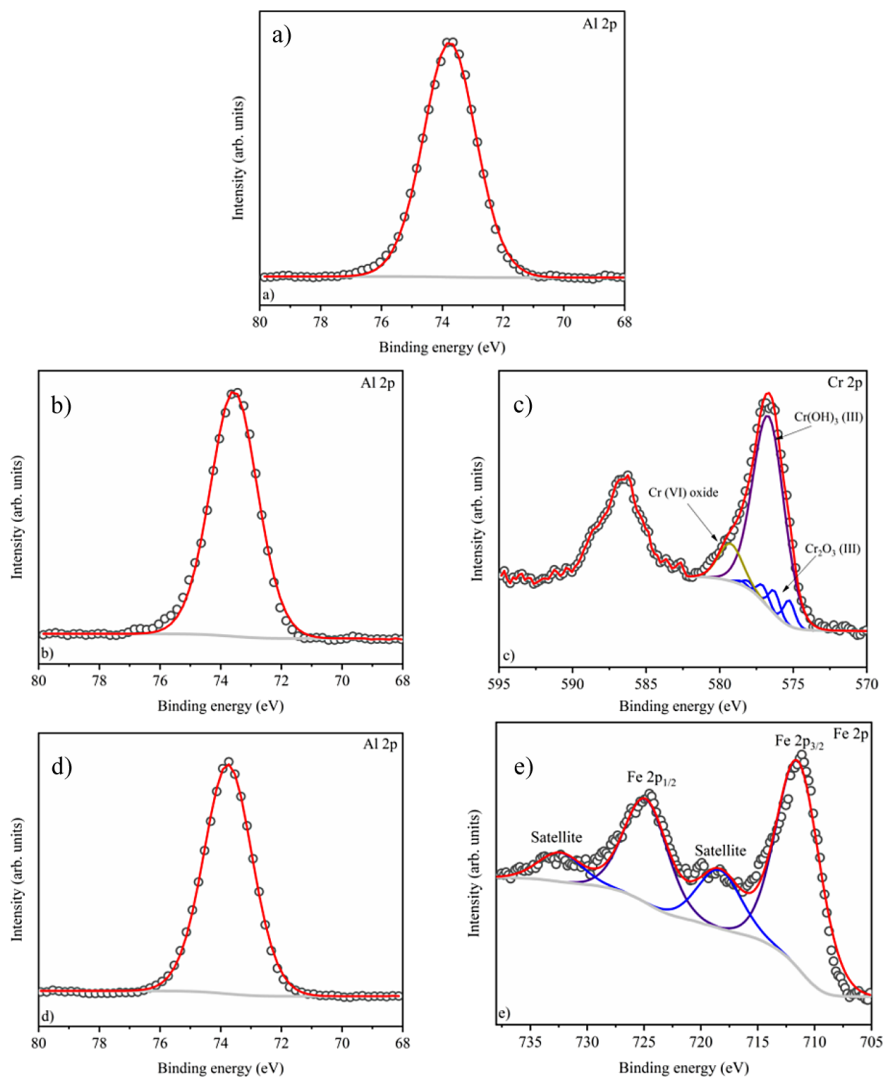 a)
Al 2p
Intensity (arb. units)
a)
80 78 76 74 72 70 68
Binding energy (eV)
b)
Al 2p
Intensity (arb. units)
b)
80 78 76 74 72 70 68
Binding energy (eV)
c)
Cr 2p
Cr(OH)₃ (III)
Cr (VI) oxide
Cr₂O₃ (III)
Intensity (arb. units)
c)
595 590 585 580 575 570
Binding energy (eV)
d)
Al 2p
Intensity (arb. units)
d)
80 78 76 74 72 70 68
Binding energy (eV)
e)
Fe 2p₃/₂
Fe 2p
Fe 2p₁/₂
Satellite
Satellite
Intensity (arb. units)
e)
735 730 725 720 715 710 705
Binding energy (eV)